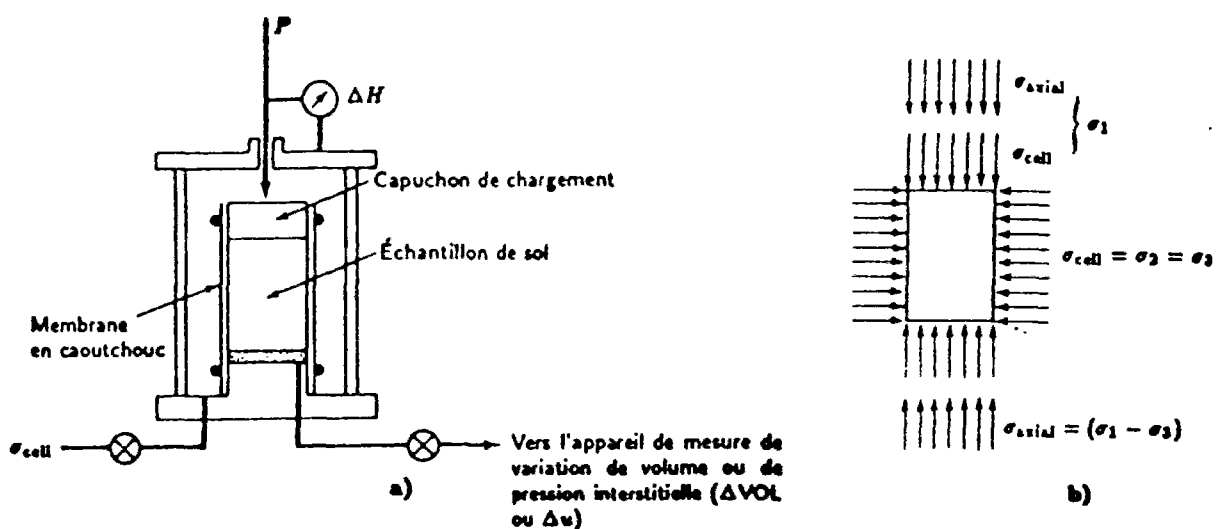 P
ΔH
Capuchon de chargement
Échantillon de sol
Membrane
en caoutchouc
σcell
Vers l'appareil de mesure de
variation de volume ou de
pression interstitielle (ΔVOL
ou Δu)
a)
σaxial
σ1
σcell
σcell = σ2 = σ3
σaxial = (σ1 − σ3)
b)